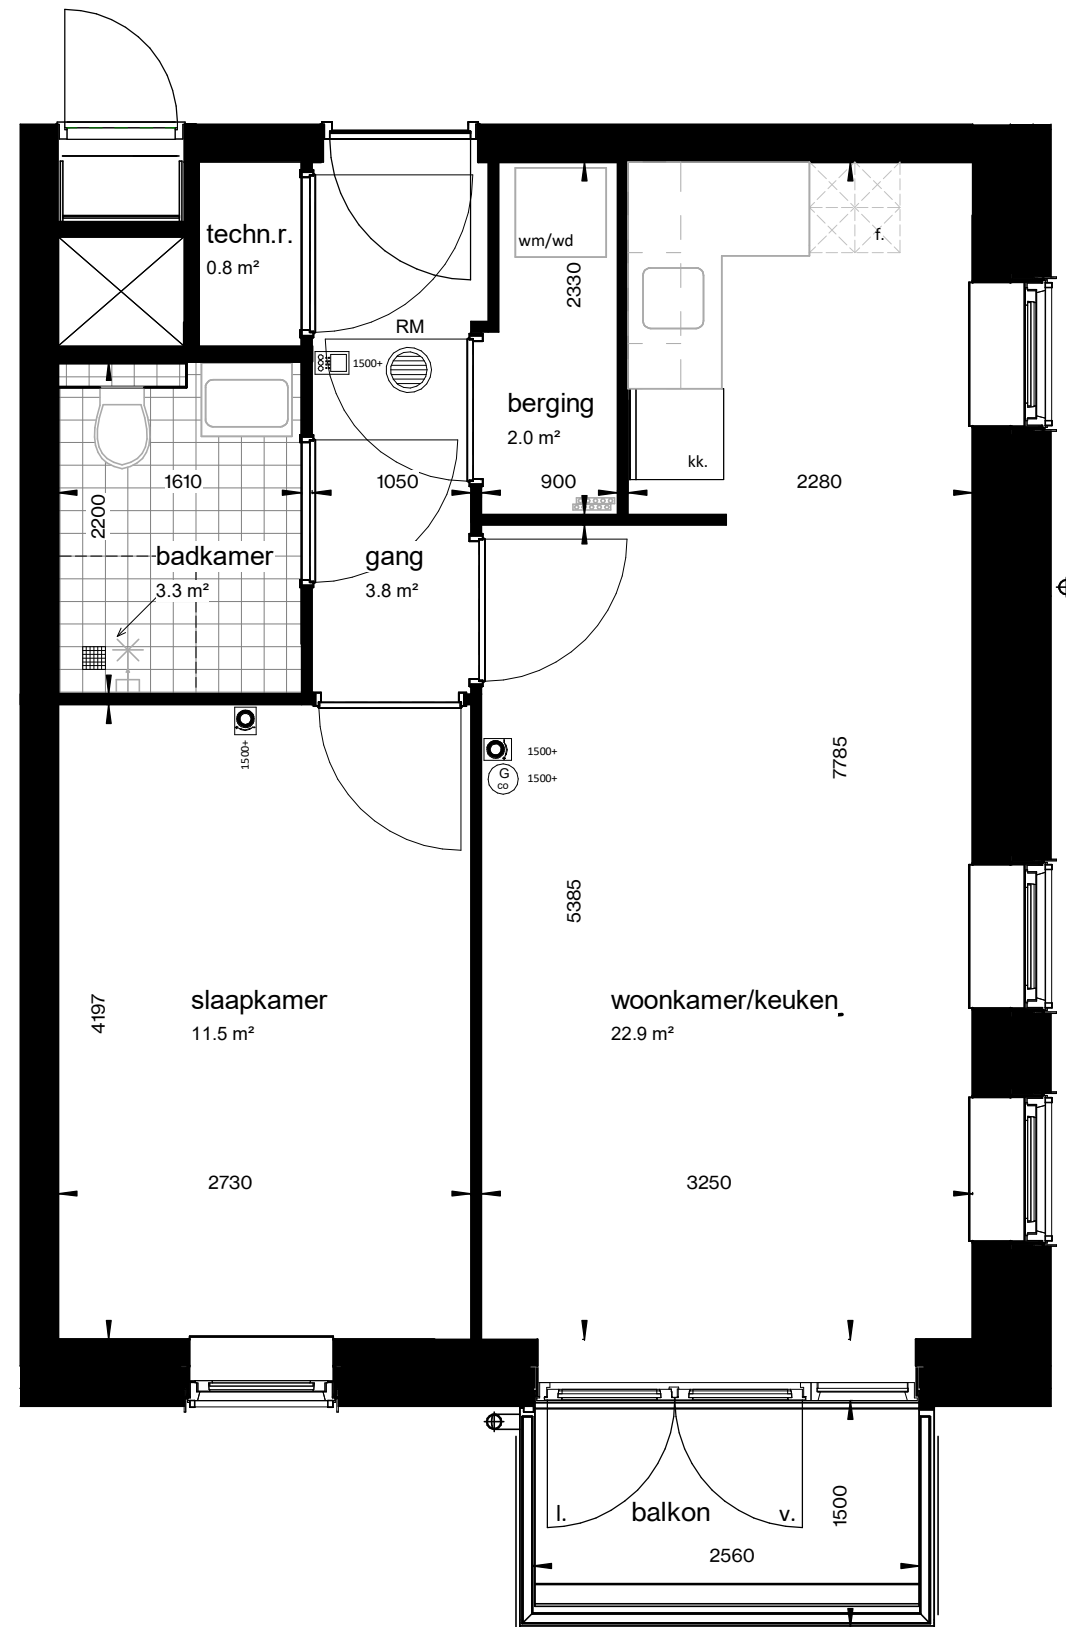 techn.r.
0.8 m²
wm/wd
2330
f.
RM
1500+
berging
2.0 m²
kk.
1610
1050
900
2280
2200
badkamer
3.3 m²
gang
3.8 m²
1500+
1500+
G
co
1500+
7785
5385
4197
slaapkamer
11.5 m²
woonkamer/keuken
22.9 m²
2730
3250
l.
balkon
v.
1500
2560